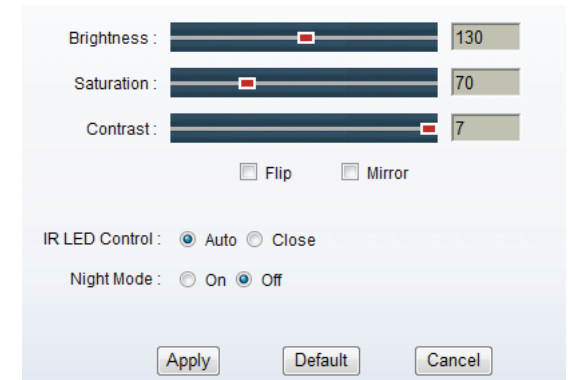 Brightness : 130
Saturation : 70
Contrast : 7
Flip Mirror
IR LED Control : Auto Close
Night Mode : On Off
Apply Default Cancel